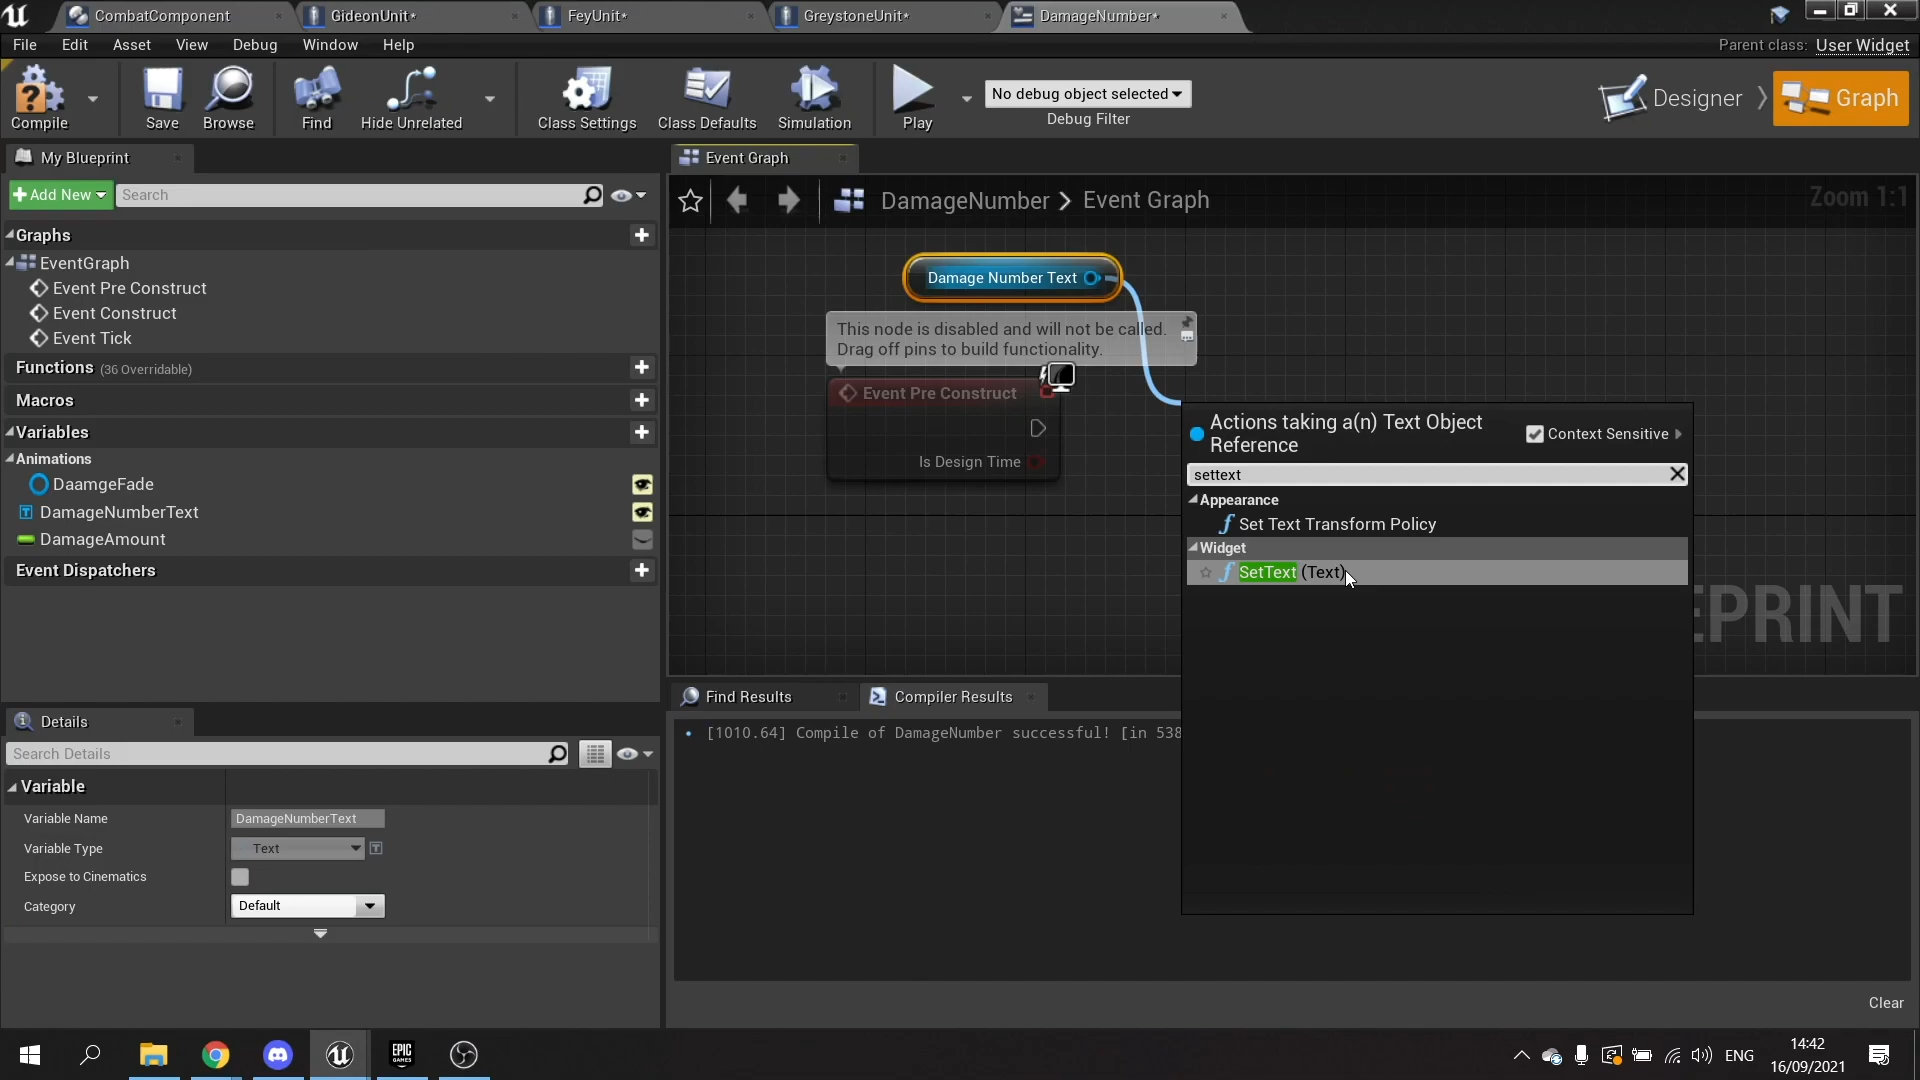 CombatComponent
GideonUnit*
FeyUnit*
GreystoneUnit*
DamageNumber*
File Edit Asset View Debug Window Help
Parent class: User Widget
Compile
Save
Browse
Find
Hide Unrelated
Class Settings
Class Defaults
Simulation
Play
No debug object selected
Debug Filter
Designer
Graph
My Blueprint
Add New
Search
Graphs
EventGraph
Event Pre Construct
Event Construct
Event Tick
Functions (36 Overridable)
Macros
Variables
Animations
DaamgeFade
DamageNumberText
DamageAmount
Event Dispatchers
Details
Search Details
Variable
Variable Name DamageNumberText
Variable Type Text
Expose to Cinematics
Category Default
Event Graph
DamageNumber > Event Graph
Zoom 1:1
Damage Number Text
This node is disabled and will not be called.
Drag off pins to build functionality.
Event Pre Construct
Is Design Time
Actions taking a(n) Text Object
Reference
Context Sensitive
settext
Appearance
Set Text Transform Policy
Widget
SetText (Text)
EPRINT
Find Results
Compiler Results
[1010.64] Compile of DamageNumber successful! [in 538
Clear
EPIC
GAMES
ENG
14:42
16/09/2021